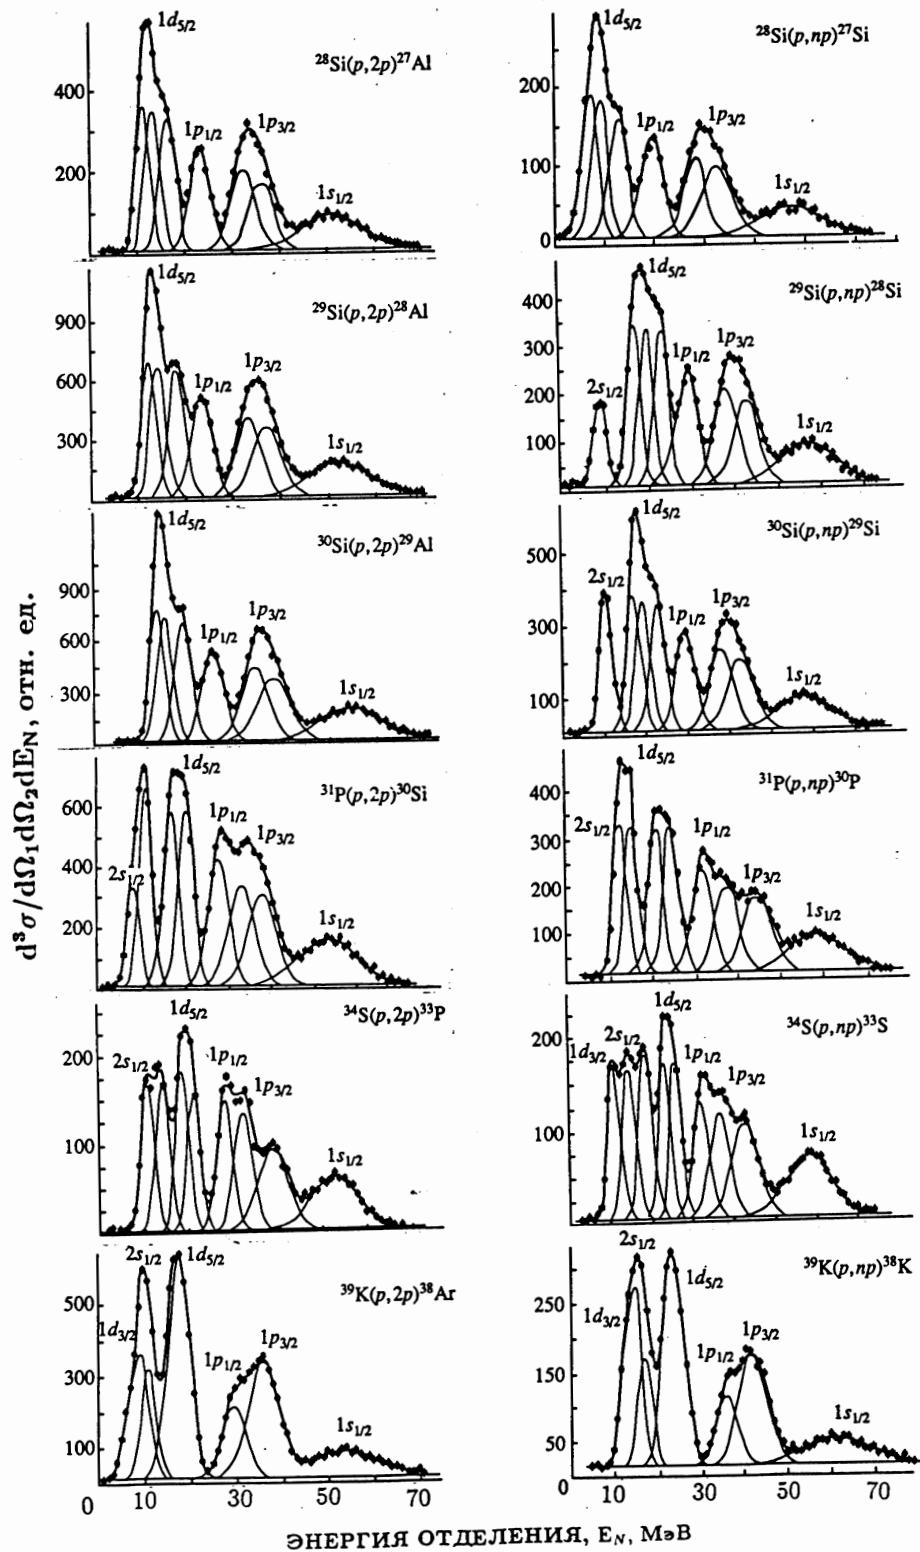 1d₅/₂
²⁸Si(p,2p)²⁷Al
400
1p₁/₂
1p₃/₂
200
1s₁/₂
1d₅/₂
²⁸Si(p,np)²⁷Si
200
1p₁/₂
1p₃/₂
100
1s₁/₂
0
1d₅/₂
²⁹Si(p,2p)²⁸Al
900
600
1p₁/₂
1p₃/₂
300
1s₁/₂
1d₅/₂
²⁹Si(p,np)²⁸Si
400
300
1p₁/₂
1p₃/₂
2s₁/₂
200
1s₁/₂
100
1d₅/₂
³⁰Si(p,2p)²⁹Al
900
600
1p₁/₂
1p₃/₂
300
1s₁/₂
1d₅/₂
³⁰Si(p,np)²⁹Si
500
2s₁/₂
1p₁/₂
1p₃/₂
300
1s₁/₂
100
1d₅/₂
³¹P(p,2p)³⁰Si
600
1p₁/₂
1p₃/₂
400
2s₁/₂
200
1s₁/₂
1d₅/₂
³¹P(p,np)³⁰P
400
2s₁/₂
1p₁/₂
300
1p₃/₂
200
1s₁/₂
100
1d₅/₂
³⁴S(p,2p)³³P
200
2s₁/₂
1p₁/₂
1p₃/₂
100
1s₁/₂
1d₅/₂
³⁴S(p,np)³³S
200
1d₃/₂
2s₁/₂
1p₁/₂
1p₃/₂
100
1s₁/₂
2s₁/₂
1d₅/₂
³⁹K(p,2p)³⁸Ar
500
1d₃/₂
1p₁/₂
1p₃/₂
300
1s₁/₂
100
0 10 30 50 70
2s₁/₂
1d₅/₂
³⁹K(p,np)³⁸K
250
1d₃/₂
1p₁/₂
1p₃/₂
150
1s₁/₂
50
0 10 30 50 70
d³σ/dΩ₁dΩ₂dE_N, отн. ед.
ЭНЕРГИЯ ОТДЕЛЕНИЯ, E_N, МэВ